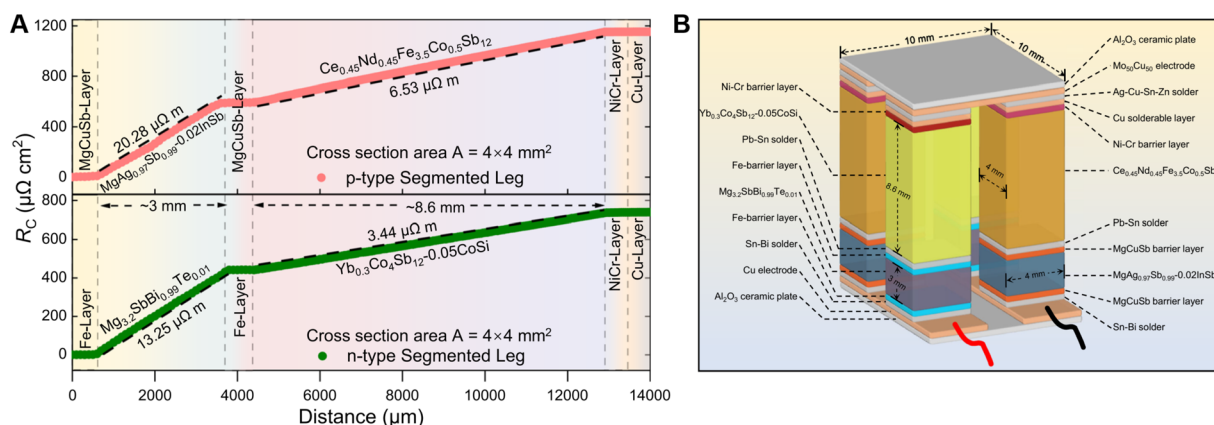 A
1200
800
400
0
800
600
400
200
0
R_C (µΩ cm²)
MgCuSb-Layer
20.28 µΩ m
MgAg0.97Sb0.99-0.02InSb
MgCuSb-Layer
Ce0.45Nd0.45Fe3.5Co0.5Sb12
6.53 µΩ m
NiCr-Layer
Cu-Layer
Cross section area A = 4×4 mm²
p-type Segmented Leg
~3 mm
~8.6 mm
Fe-Layer
Mg3.2SbBi0.99Te0.01
13.25 µΩ m
Fe-Layer
3.44 µΩ m
Yb0.3Co4Sb12-0.05CoSi
NiCr-Layer
Cu-Layer
Cross section area A = 4×4 mm²
n-type Segmented Leg
0 2000 4000 6000 8000 10000 12000 14000
Distance (µm)
B
10 mm
10 mm
8.6 mm
4 mm
3 mm
4 mm
Ni-Cr barrier layer
Yb0.3Co4Sb12-0.05CoSi
Pb-Sn solder
Fe-barrier layer
Mg3.2SbBi0.99Te0.01
Fe-barrier layer
Sn-Bi solder
Cu electrode
Al2O3 ceramic plate
Al2O3 ceramic plate
Mo50Cu50 electrode
Ag-Cu-Sn-Zn solder
Cu solderable layer
Ni-Cr barrier layer
Ce0.45Nd0.45Fe3.5Co0.5Sb
Pb-Sn solder
MgCuSb barrier layer
MgAg0.97Sb0.99-0.02InSb
MgCuSb barrier layer
Sn-Bi solder